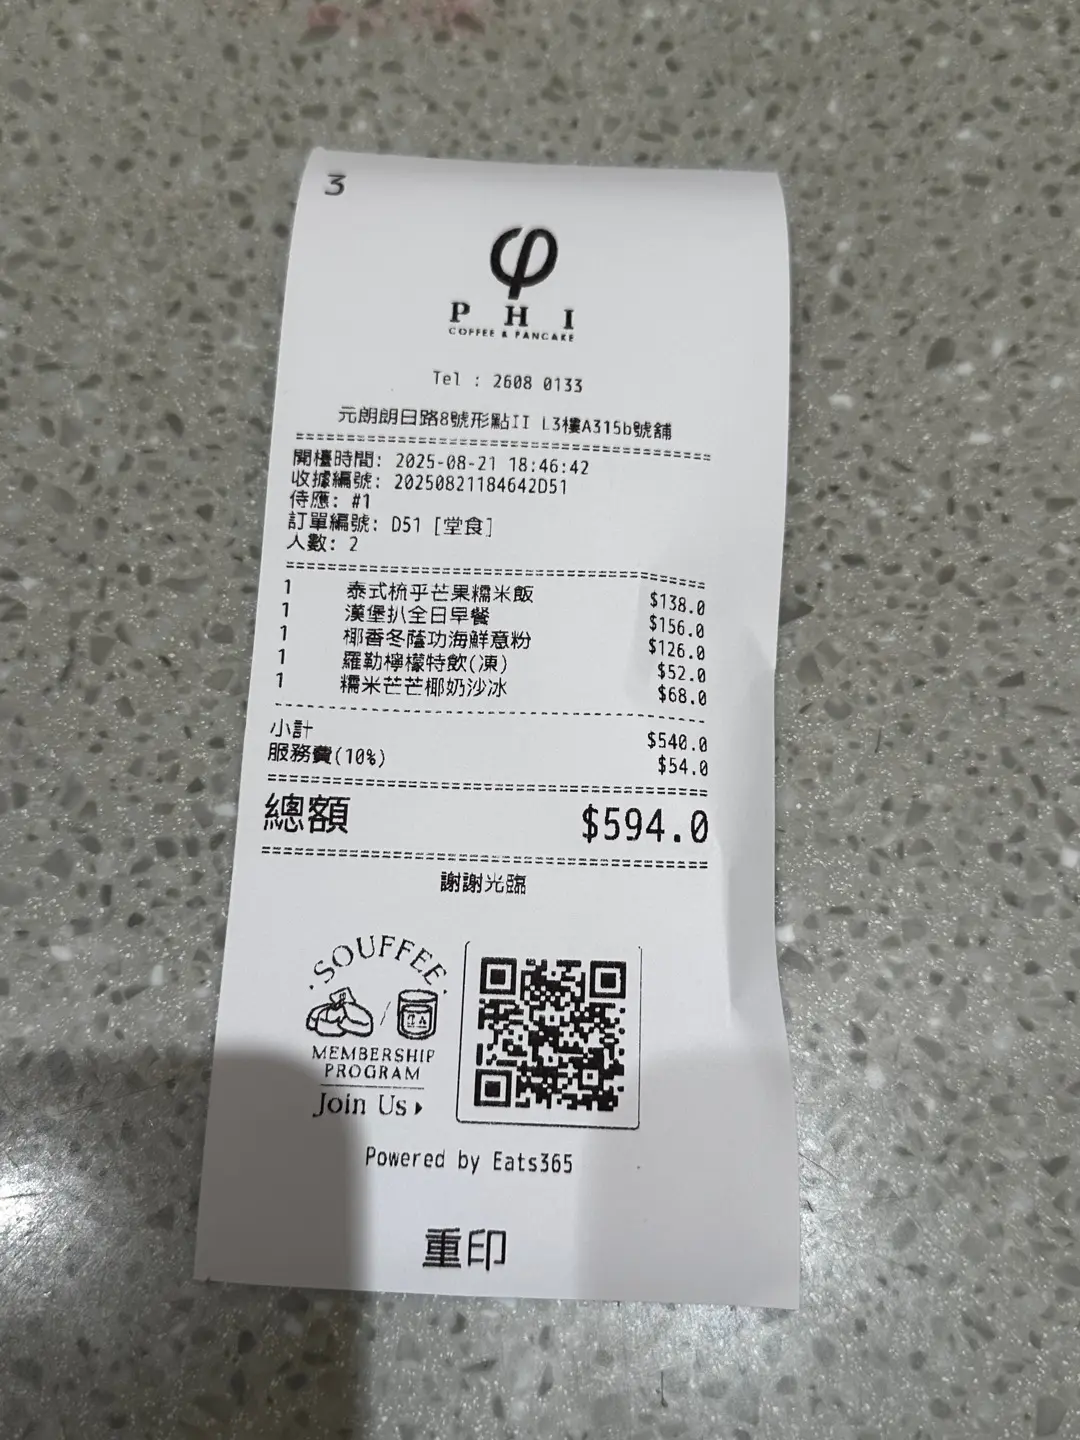 3
PHI
COFFEE & PANCAKE
Tel : 2608 0133
元朗朗日路8號形點II L3樓A315b號舖
開檯時間: 2025-08-21 18:46:42
收據編號: 20250821184642D51
侍應: #1
訂單編號: D51 [堂食]
人數: 2
1 泰式梳乎芒果糯米飯 $138.0
1 漢堡扒全日早餐 $156.0
1 椰香冬蔭功海鮮意粉 $126.0
1 羅勒檸檬特飲(凍) $52.0
1 糯米芒芒椰奶沙冰 $68.0
小計 $540.0
服務費(10%) $54.0
總額 $594.0
謝謝光臨
SOUFFEE
MEMBERSHIP
PROGRAM
Join Us
Powered by Eats365
重印